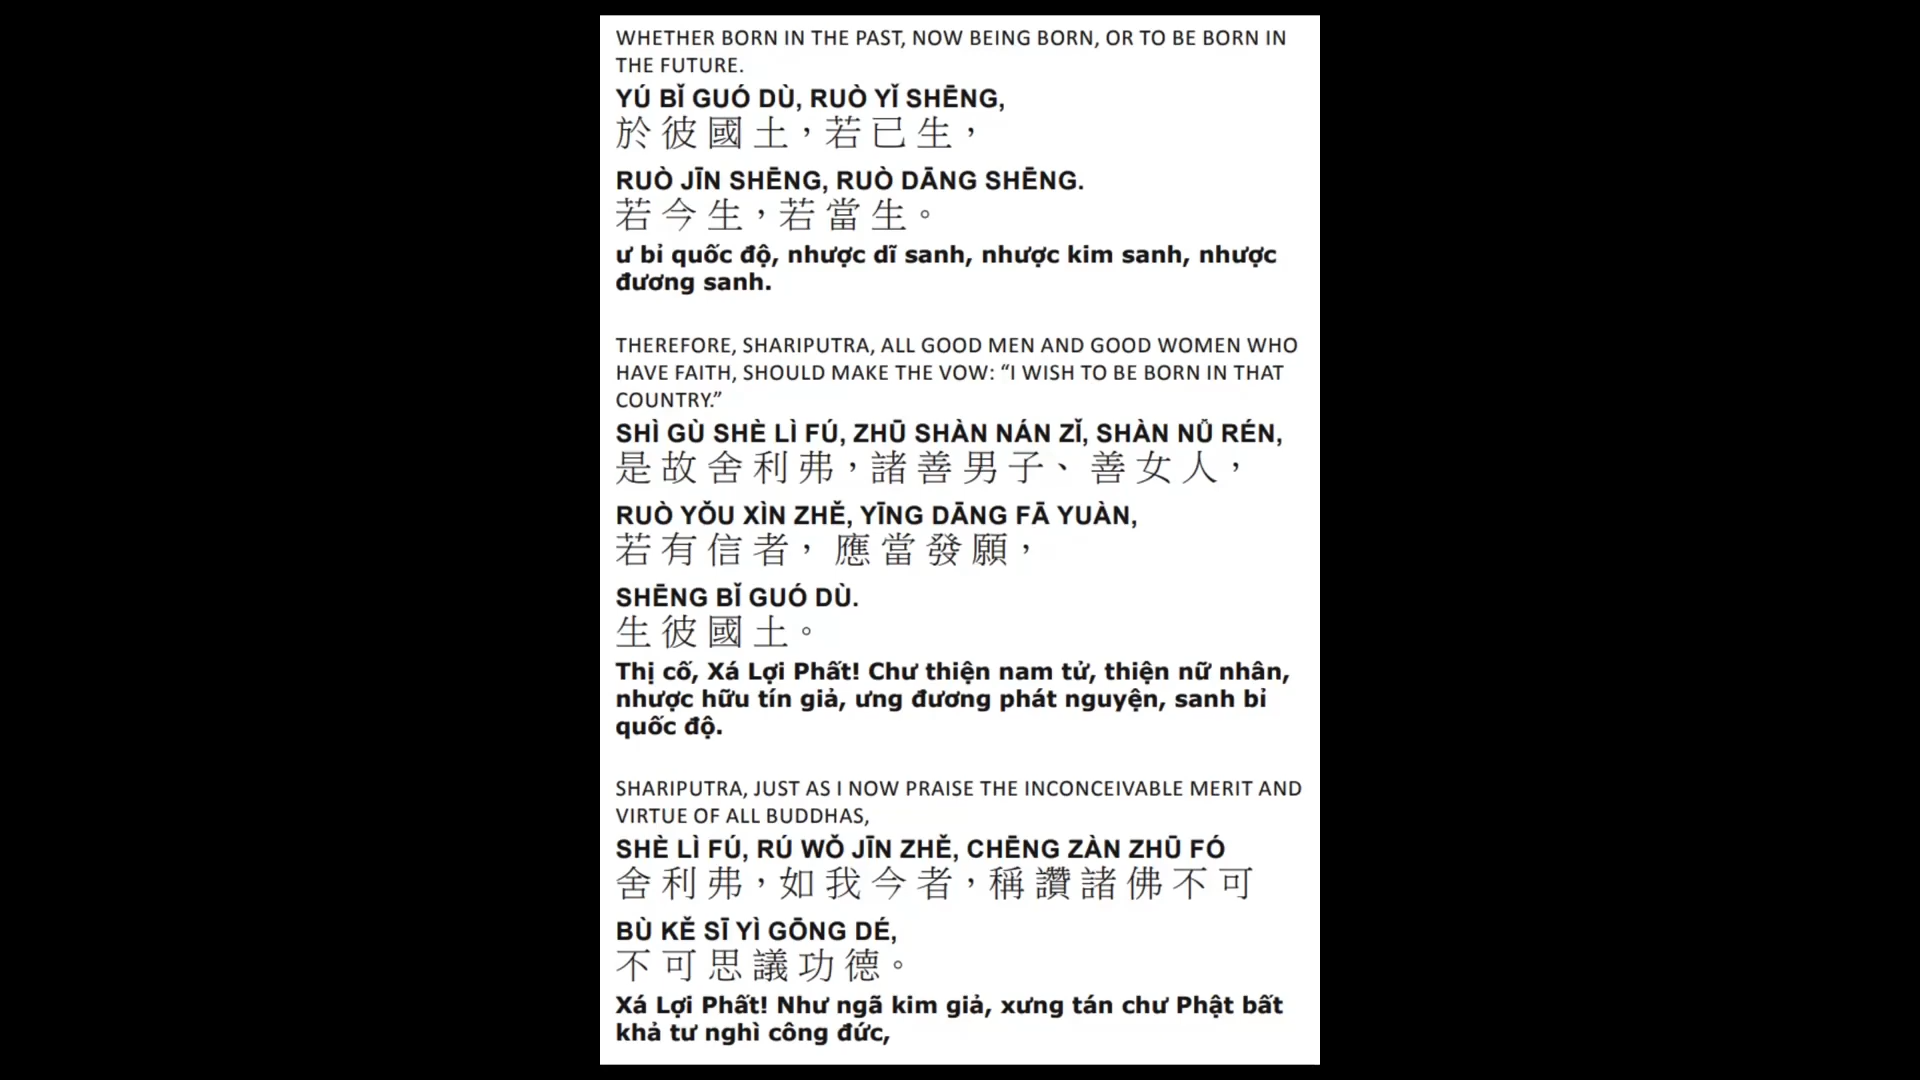 WHETHER BORN IN THE PAST, NOW BEING BORN, OR TO BE BORN IN
THE FUTURE.
YÚ BǏ GUÓ DÙ, RUÒ YǏ SHĒNG,
於彼國土，若已生，
RUÒ JĪN SHĒNG, RUÒ DĀNG SHĒNG.
若今生，若當生。
ư bỉ quốc độ, nhược dĩ sanh, nhược kim sanh, nhược
đương sanh.
THEREFORE, SHARIPUTRA, ALL GOOD MEN AND GOOD WOMEN WHO
HAVE FAITH, SHOULD MAKE THE VOW: “I WISH TO BE BORN IN THAT
COUNTRY.”
SHÌ GÙ SHÈ LÌ FÚ, ZHŪ SHÀN NÁN ZǏ, SHÀN NǙ RÉN,
是故舍利弗，諸善男子、善女人，
RUÒ YǑU XÌN ZHĚ, YĪNG DĀNG FĀ YUÀN,
若有信者，應當發願，
SHĒNG BǏ GUÓ DÙ.
生彼國土。
Thị cố, Xá Lợi Phất! Chư thiện nam tử, thiện nữ nhân,
nhược hữu tín giả, ưng đương phát nguyện, sanh bỉ
quốc độ.
SHARIPUTRA, JUST AS I NOW PRAISE THE INCONCEIVABLE MERIT AND
VIRTUE OF ALL BUDDHAS,
SHÈ LÌ FÚ, RÚ WǑ JĪN ZHĚ, CHĒNG ZÀN ZHŪ FÓ
舍利弗，如我今者，稱讚諸佛不可
BÙ KĚ SĪ YÌ GŌNG DÉ,
不可思議功德。
Xá Lợi Phất! Như ngã kim giả, xưng tán chư Phật bất
khả tư nghì công đức,